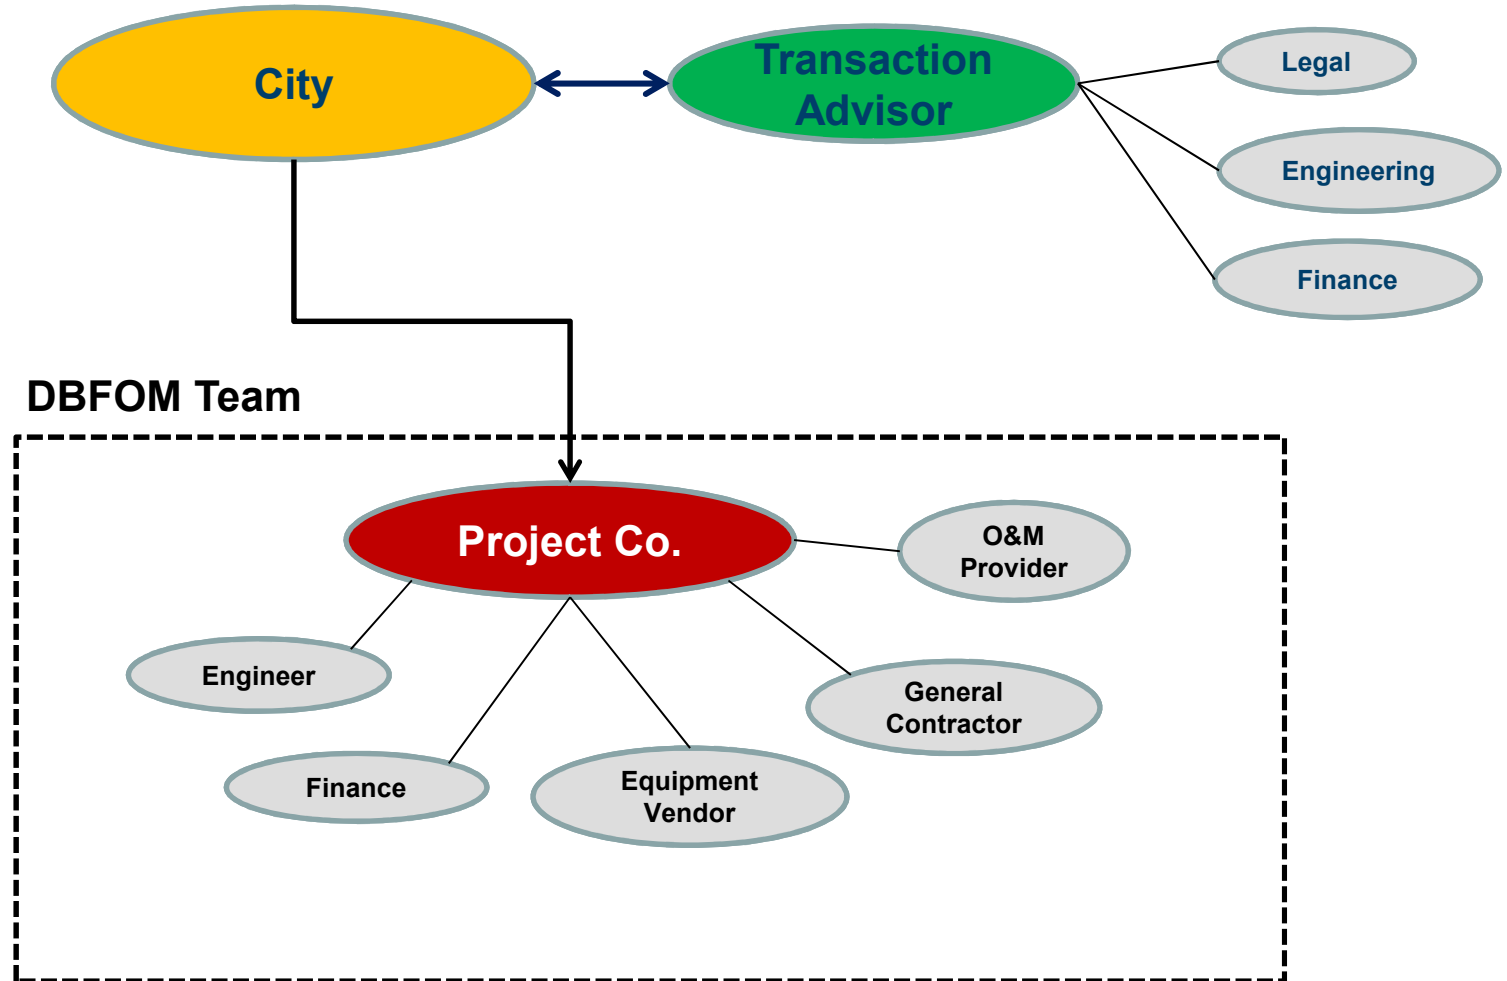 City
Transaction
Advisor
Legal
Engineering
Finance
DBFOM Team
Project Co.
O&M
Provider
Engineer
General
Contractor
Finance
Equipment
Vendor